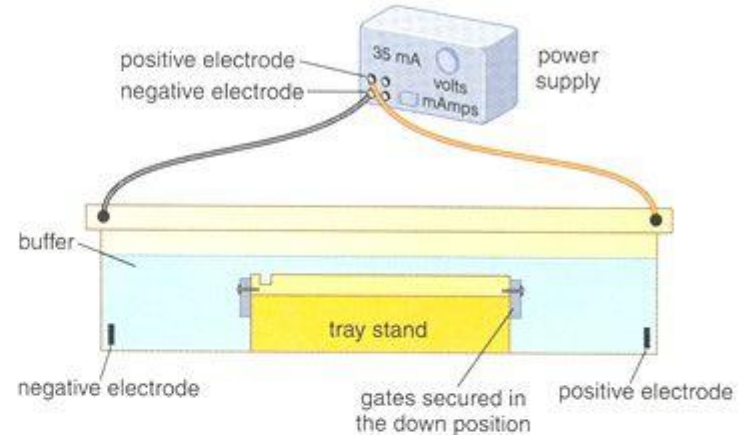 positive electrode
negative electrode
35 mA
volts
mAmps
power
supply
buffer
tray stand
negative electrode
gates secured in
the down position
positive electrode